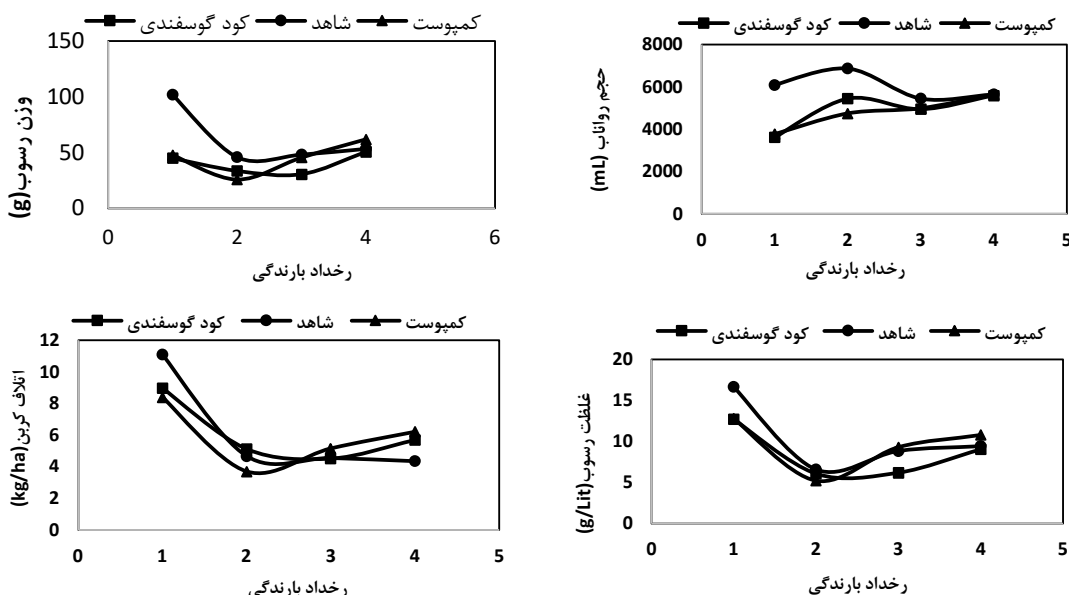 کود گوسفندی شاهد کمپوست
150
100
50
0
0 2 4 6
وزن رسوب(g)
رخداد بارندگی
کود گوسفندی شاهد کمپوست
8000
6000
4000
2000
0
0 1 2 3 4 5
حجم رواناب (mL)
رخداد بارندگی
کود گوسفندی شاهد کمپوست
12
10
8
6
4
2
0
0 1 2 3 4 5
اتلاف کربن(kg/ha)
رخداد بارندگی
کود گوسفندی شاهد کمپوست
20
15
10
5
0
0 1 2 3 4 5
غلظت رسوب(g/Lit)
رخداد بارندگی